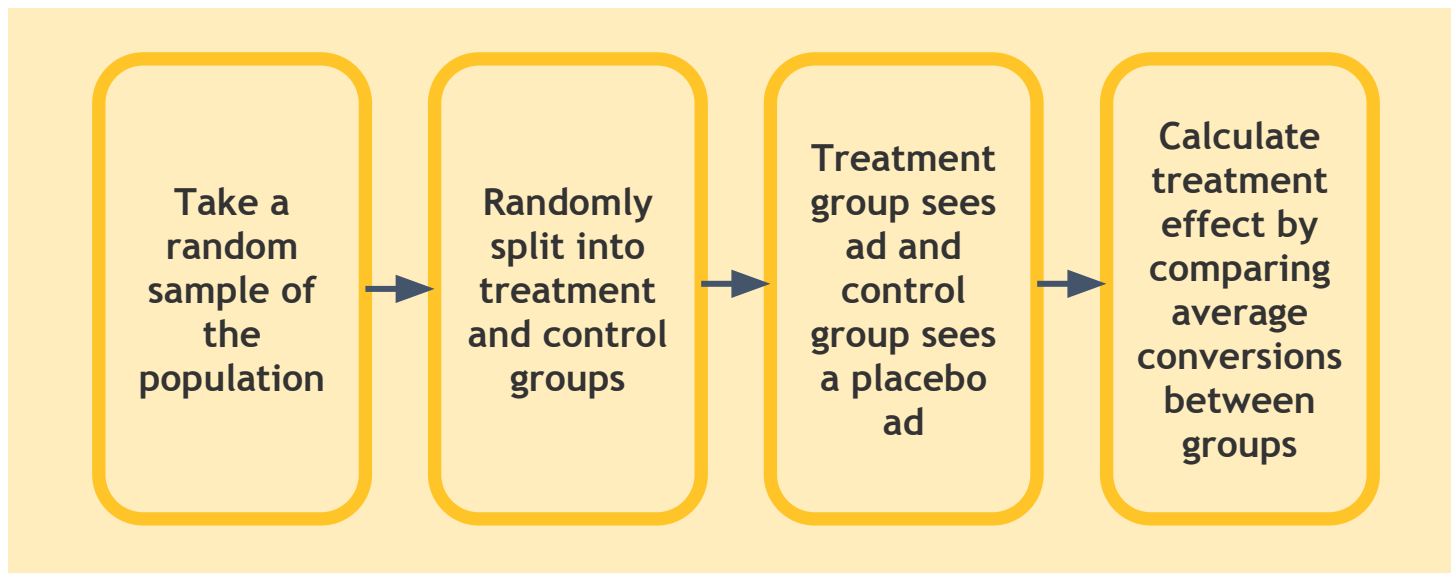 Take a
random
sample of
the
population
Randomly
split into
treatment
and control
groups
Treatment
group sees
ad and
control
group sees
a placebo
ad
Calculate
treatment
effect by
comparing
average
conversions
between
groups